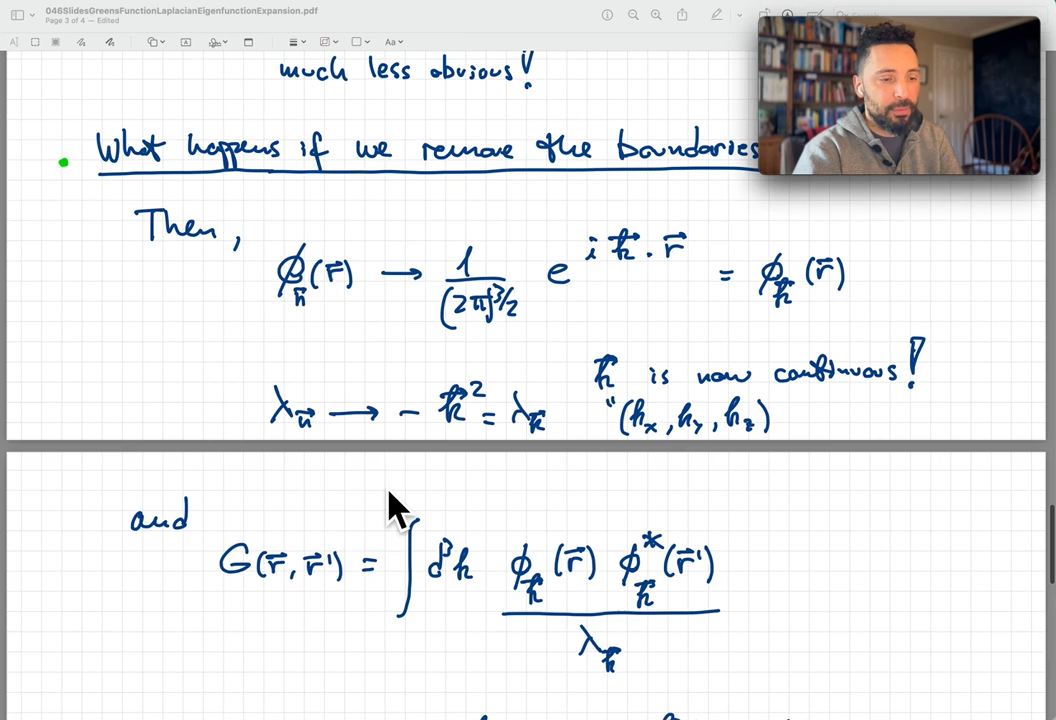 046SlidesGreensFunctionLaplacianEigenfunctionExpansion.pdf
Page 3 of 4 — Edited
much less obvious!
• What happens if we remove the boundaries
Then,
ϕ_n⃗(r⃗) → 1/(2π)^3/2 e^{i k⃗·r⃗} = ϕ_k⃗(r⃗)
k⃗ is now continuous!
λ_n⃗ → - k⃗² = λ_k⃗ "(k_x, k_y, k_z)
and
G(r⃗, r⃗') = ∫ d³k ϕ_k⃗(r⃗) ϕ*_k⃗(r⃗') / λ_k⃗